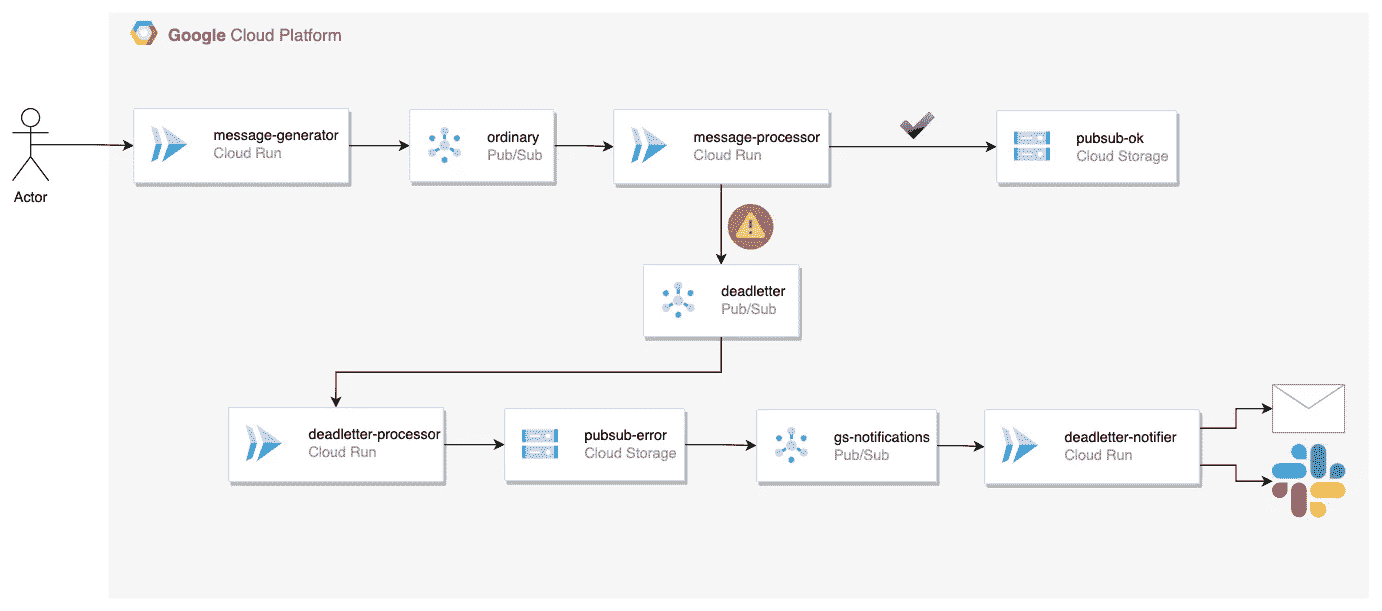 Google Cloud Platform
Actor
message-generator
Cloud Run
ordinary
Pub/Sub
message-processor
Cloud Run
pubsub-ok
Cloud Storage
deadletter
Pub/Sub
deadletter-processor
Cloud Run
pubsub-error
Cloud Storage
gs-notifications
Pub/Sub
deadletter-notifier
Cloud Run